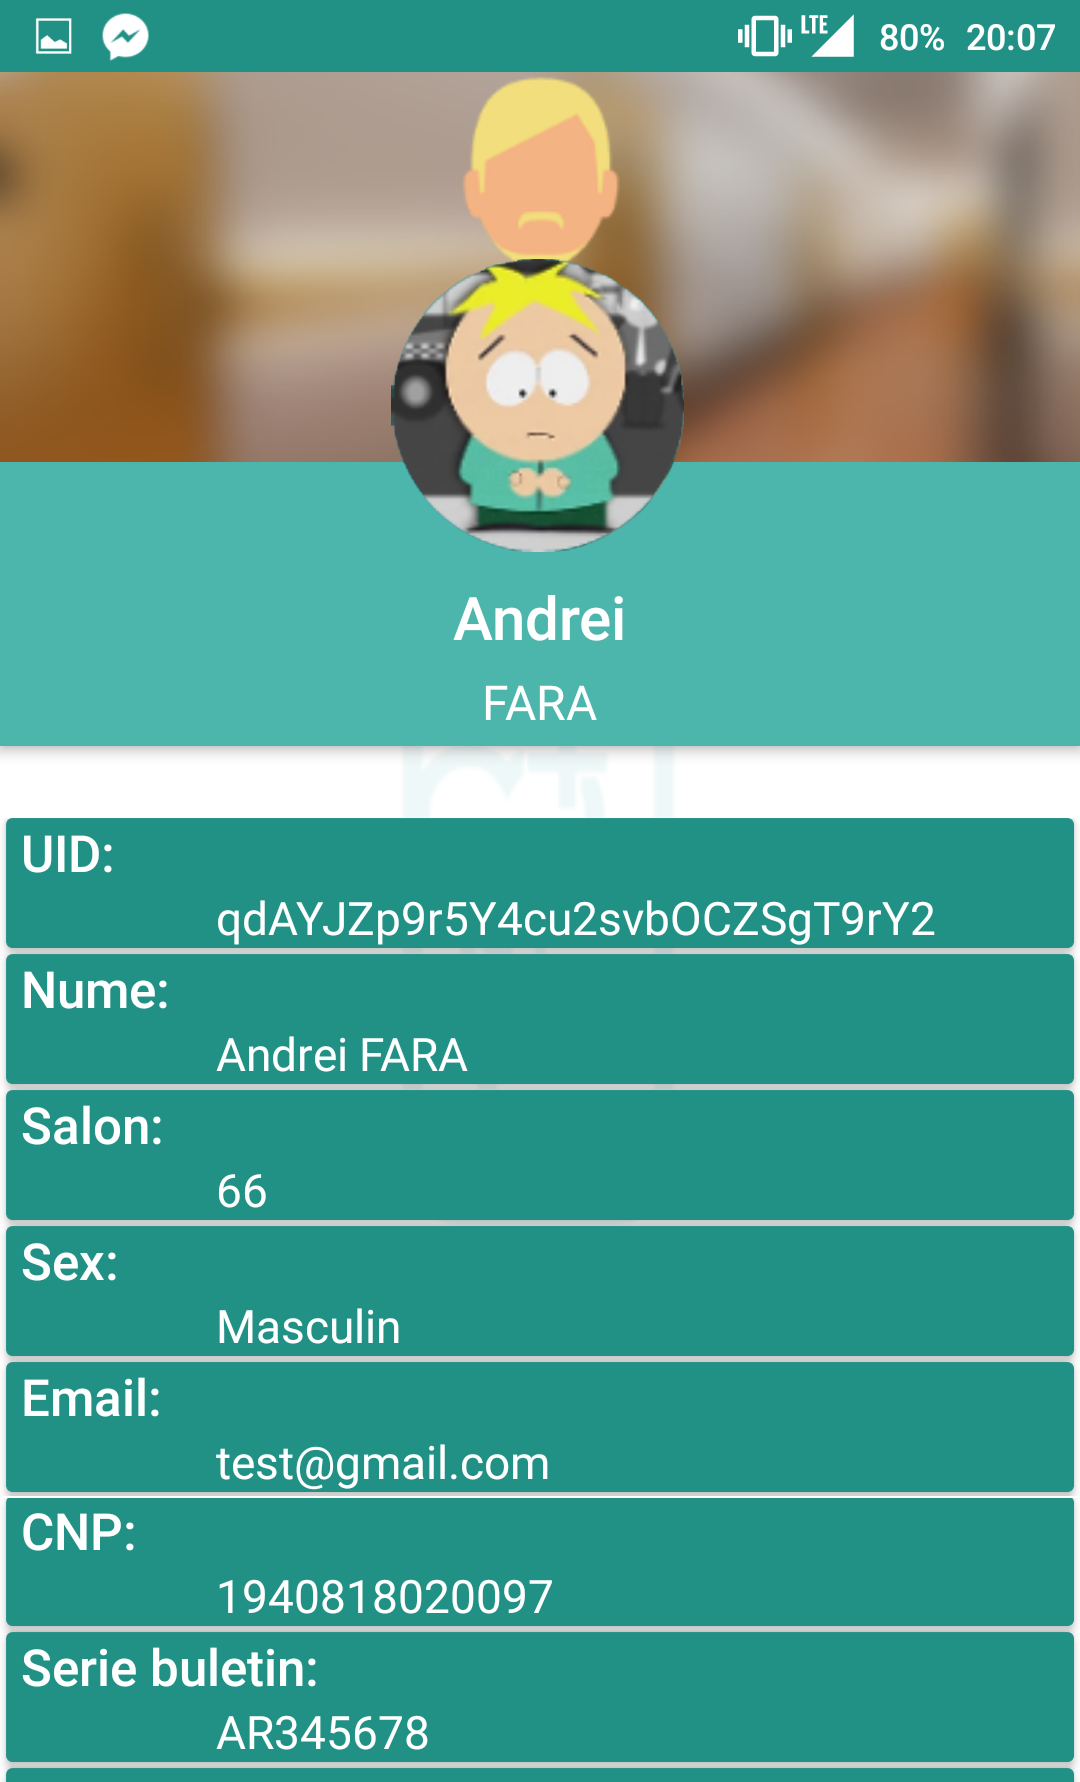 LTE 80% 20:07
Andrei
FARA
UID:
qdAYJZp9r5Y4cu2svbOCZSgT9rY2
Nume:
Andrei FARA
Salon:
66
Sex:
Masculin
Email:
test@gmail.com
CNP:
1940818020097
Serie buletin:
AR345678